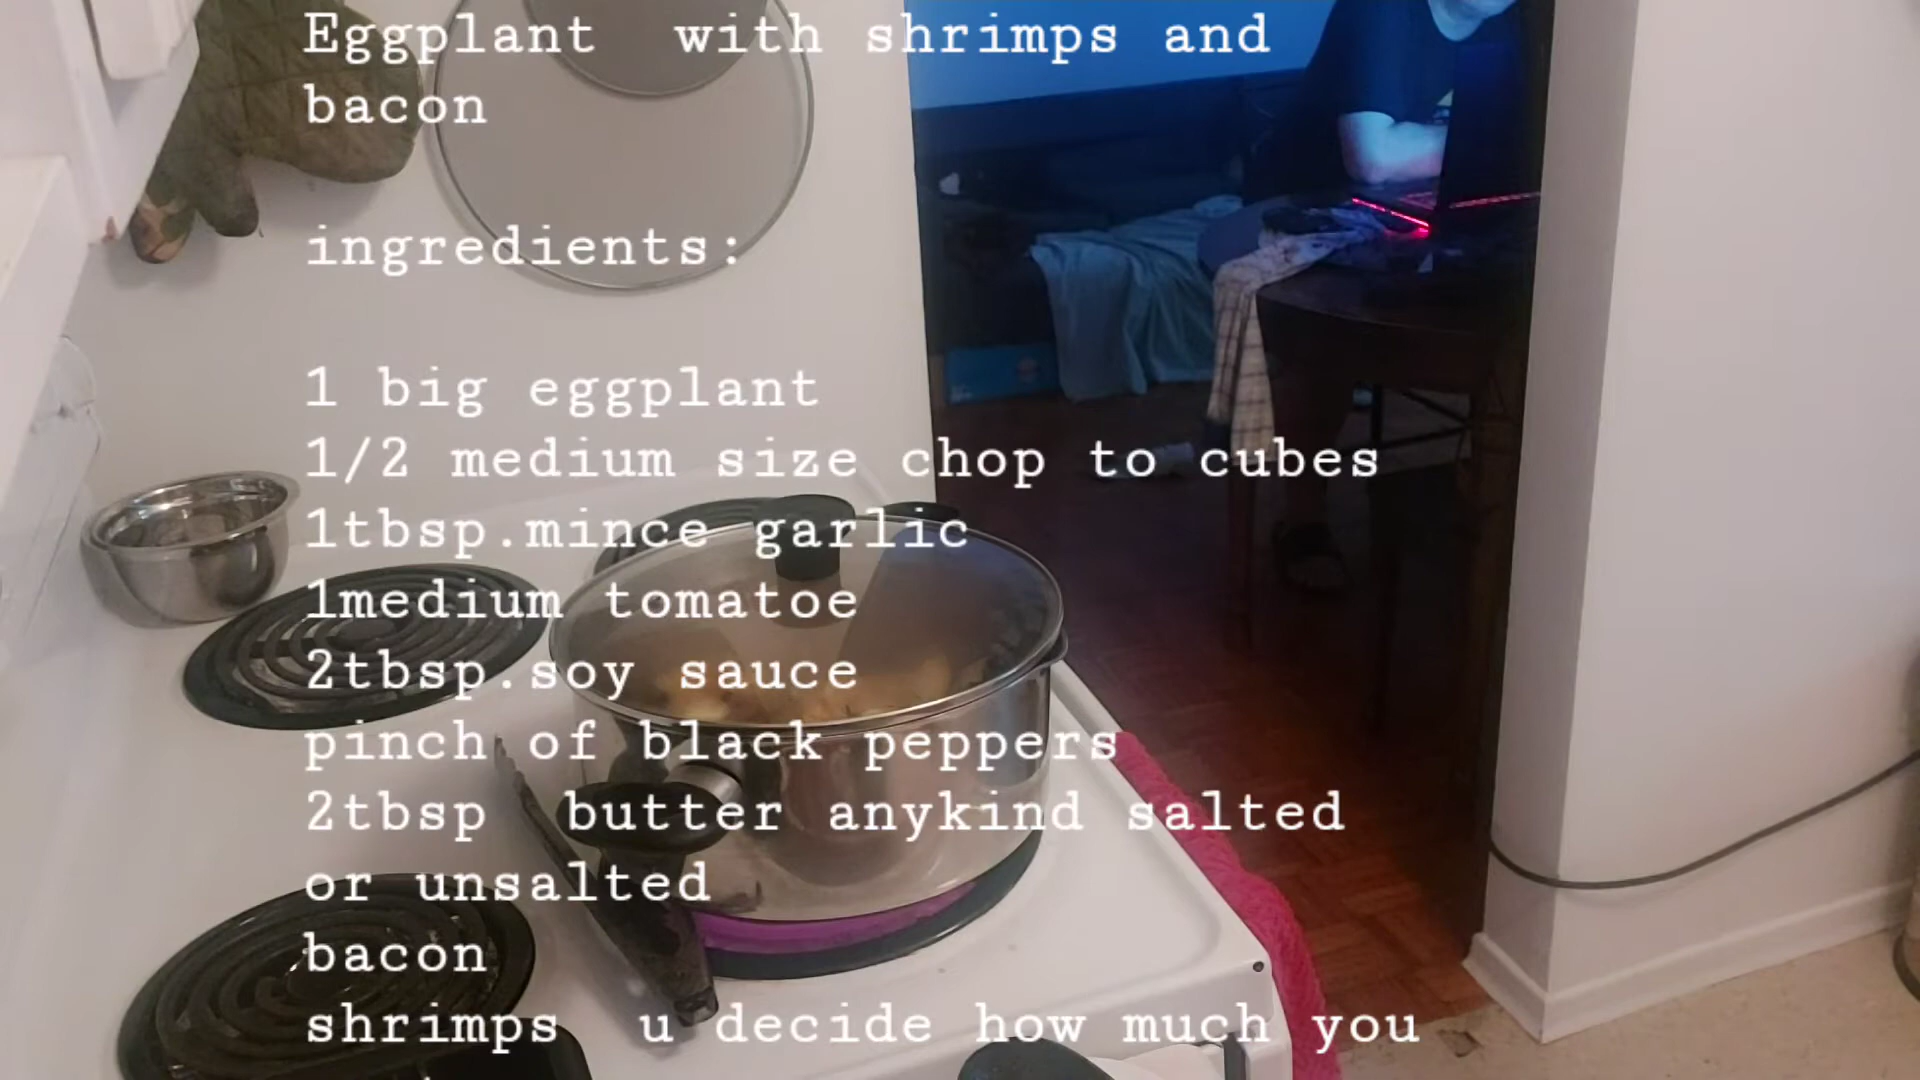 Eggplant  with shrimps and
bacon
ingredients:
1 big eggplant
1/2 medium size chop to cubes
1tbsp.mince garlic
1medium tomatoe
2tbsp.soy sauce
pinch of black peppers
2tbsp  butter anykind salted
or unsalted
bacon
shrimps  u decide how much you